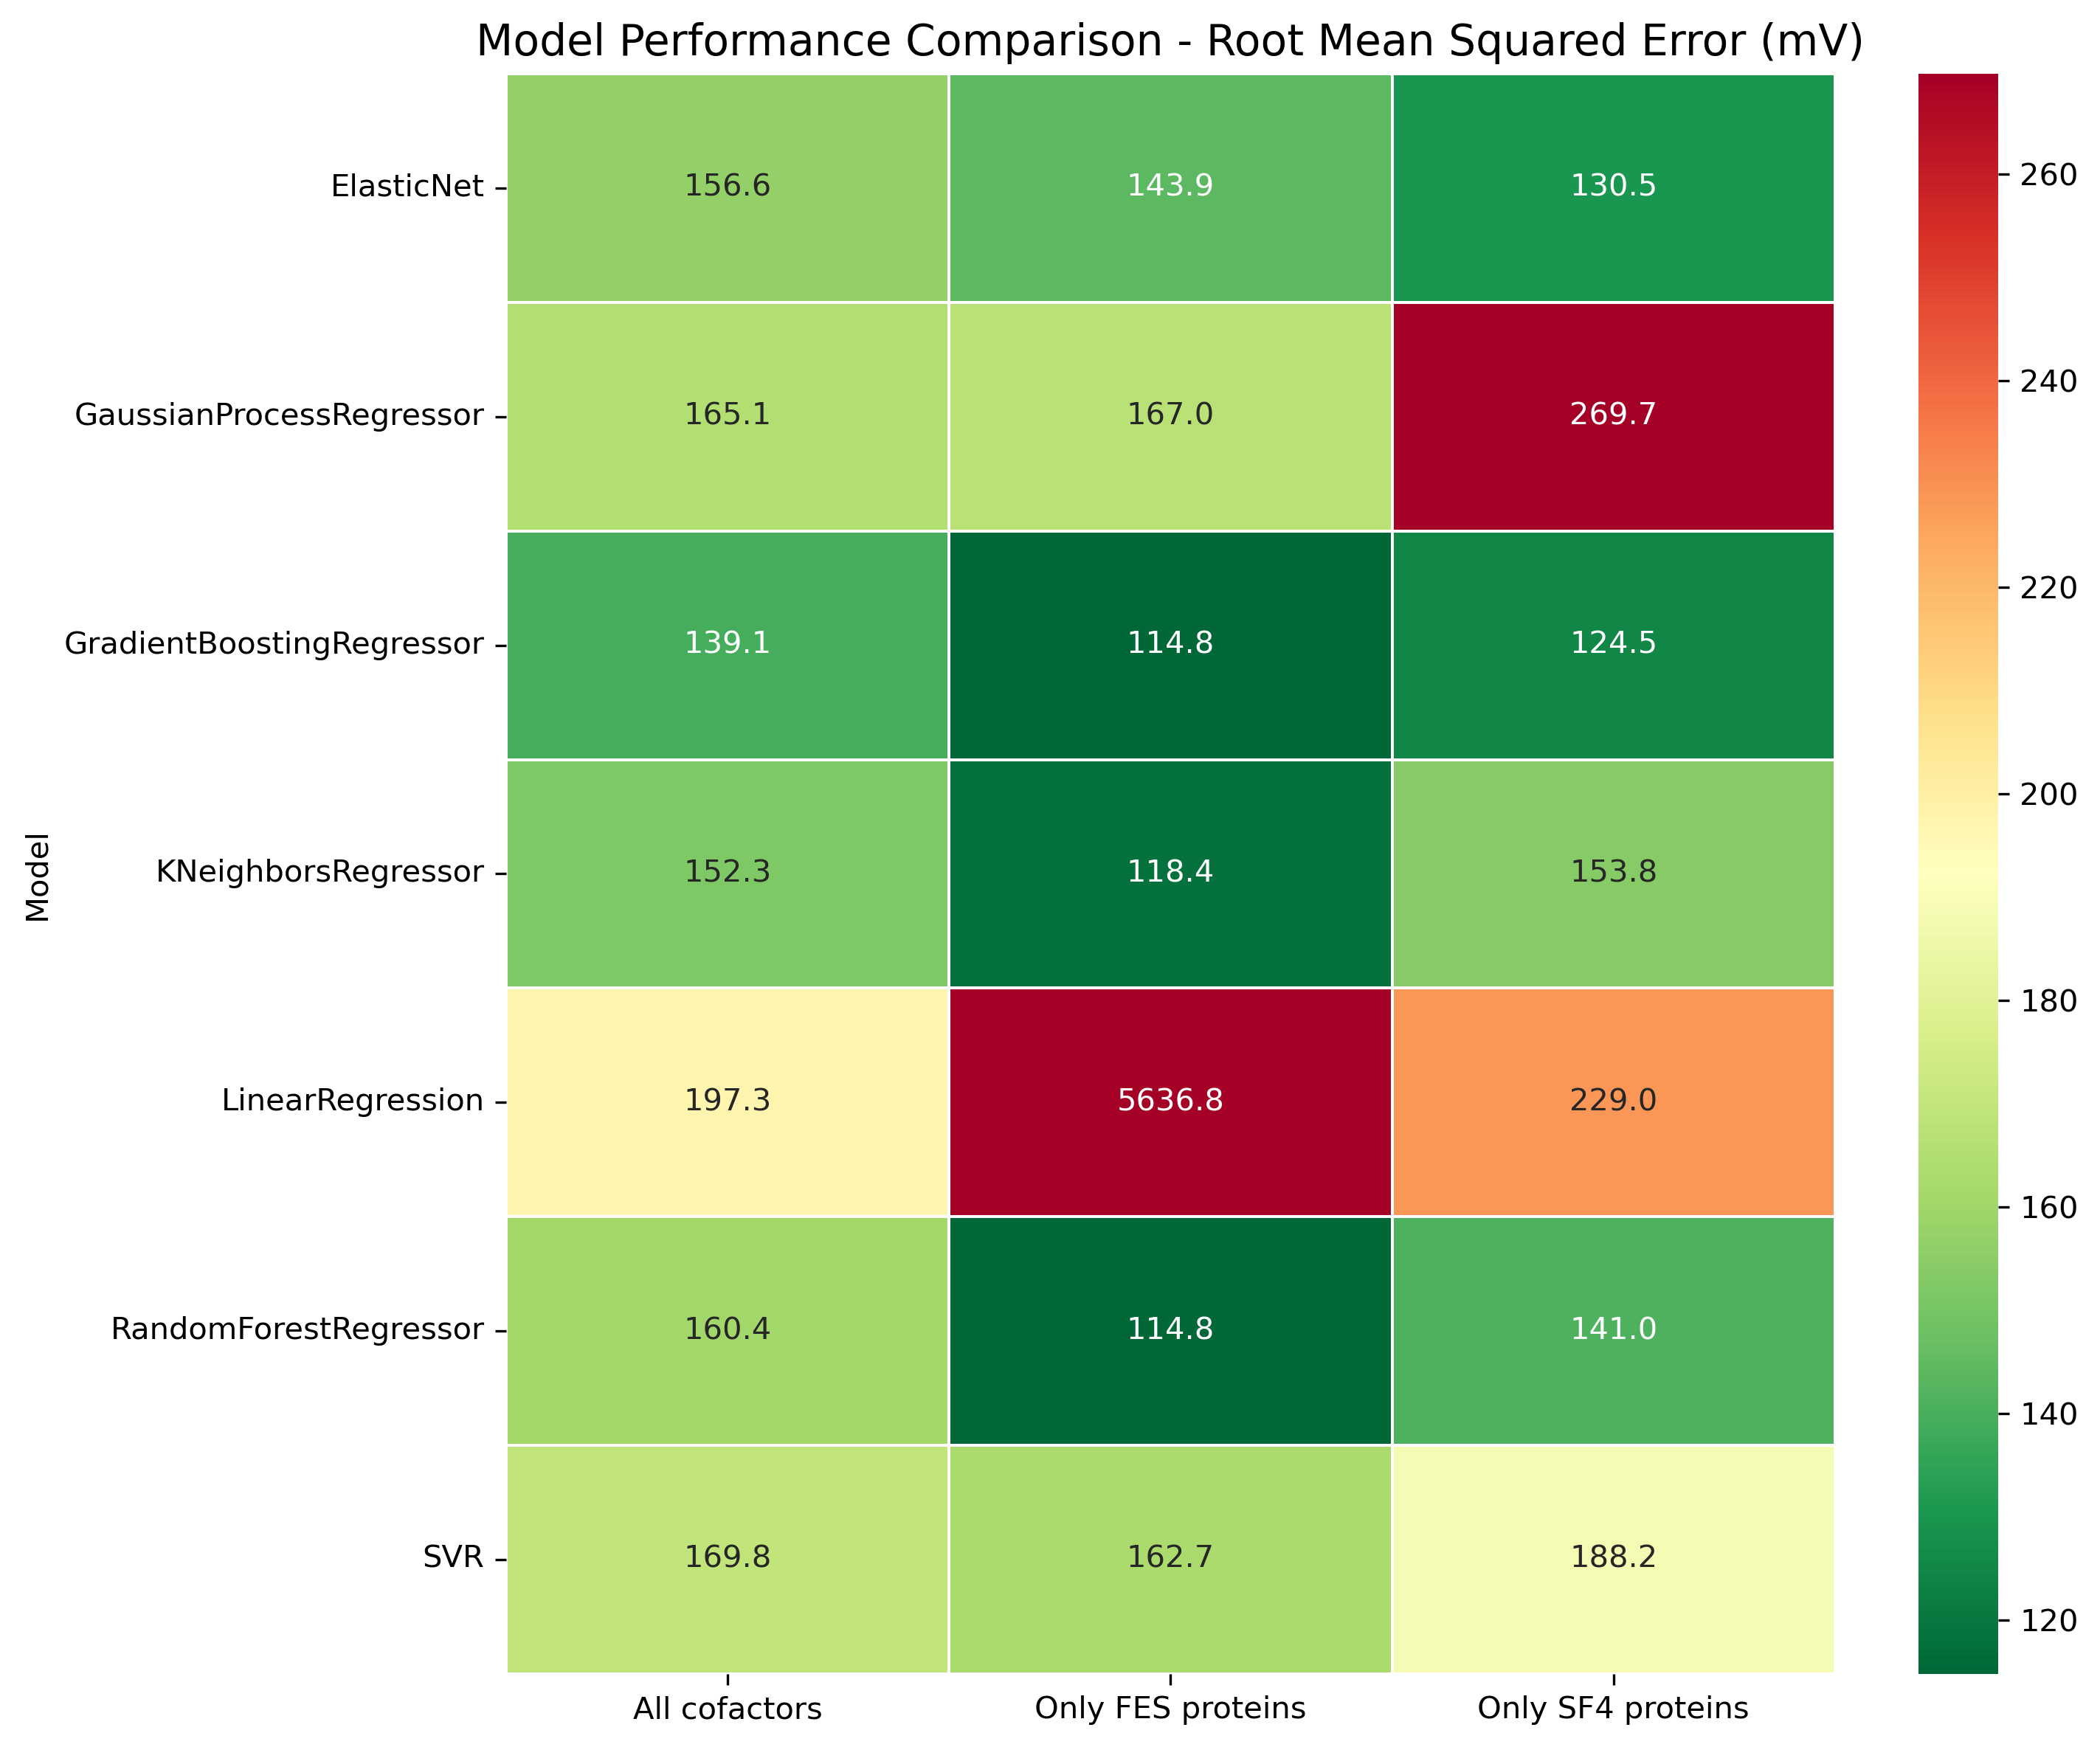 Model Performance Comparison - Root Mean Squared Error (mV)
Model
ElasticNet 156.6 143.9 130.5
GaussianProcessRegressor 165.1 167.0 269.7
GradientBoostingRegressor 139.1 114.8 124.5
KNeighborsRegressor 152.3 118.4 153.8
LinearRegression 197.3 5636.8 229.0
RandomForestRegressor 160.4 114.8 141.0
SVR 169.8 162.7 188.2
All cofactors Only FES proteins Only SF4 proteins
260
240
220
200
180
160
140
120